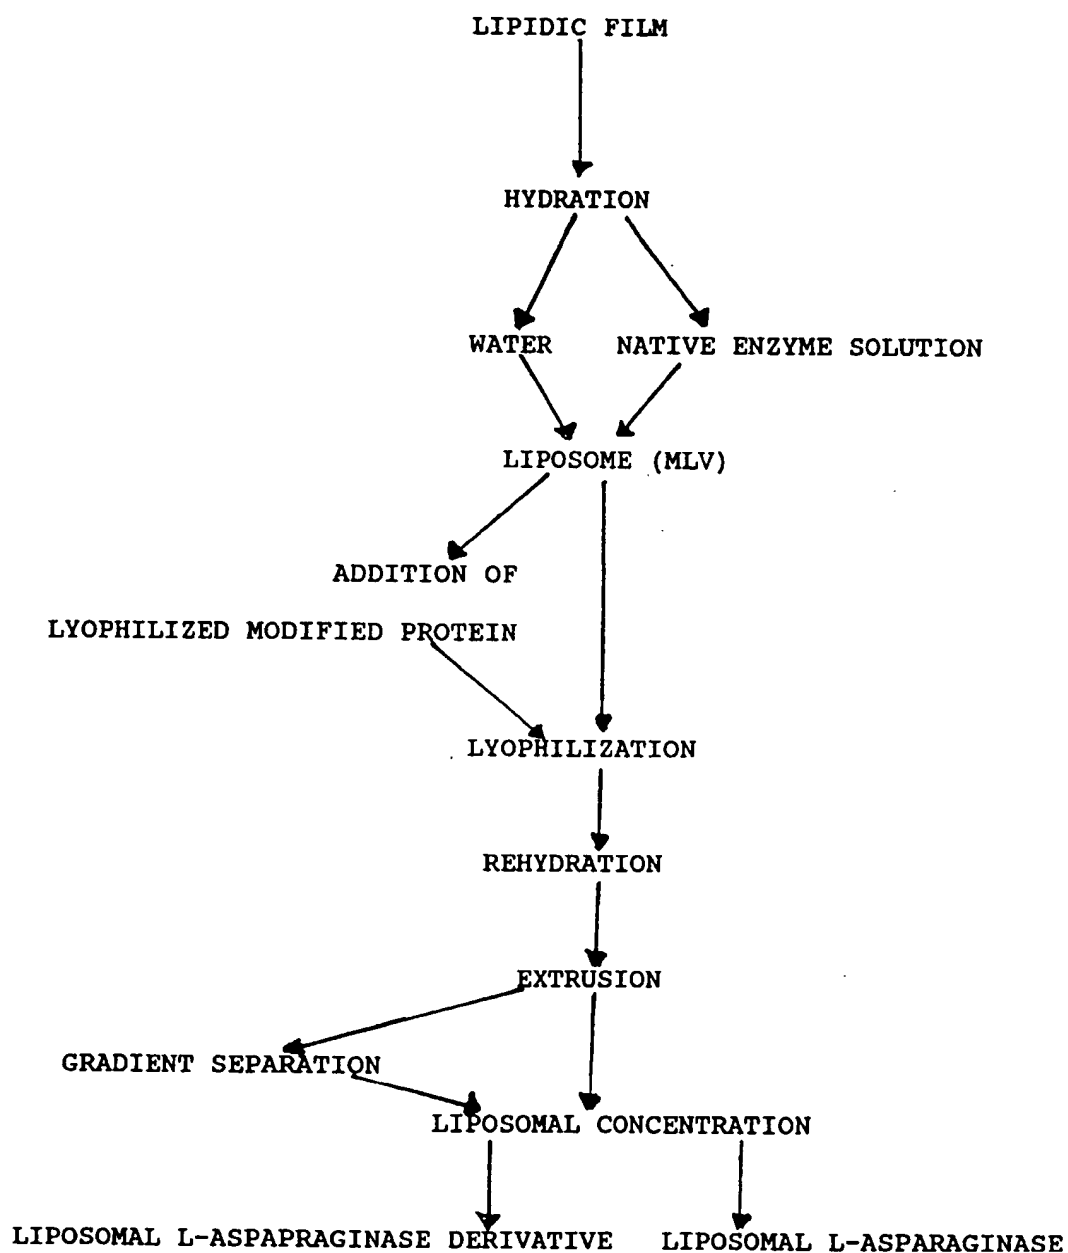 LIPIDIC FILM
HYDRATION
WATER NATIVE ENZYME SOLUTION
LIPOSOME (MLV)
ADDITION OF
LYOPHILIZED MODIFIED PROTEIN
LYOPHILIZATION
REHYDRATION
EXTRUSION
GRADIENT SEPARATION
LIPOSOMAL CONCENTRATION
LIPOSOMAL L-ASPAPRAGINASE DERIVATIVE LIPOSOMAL L-ASPARAGINASE